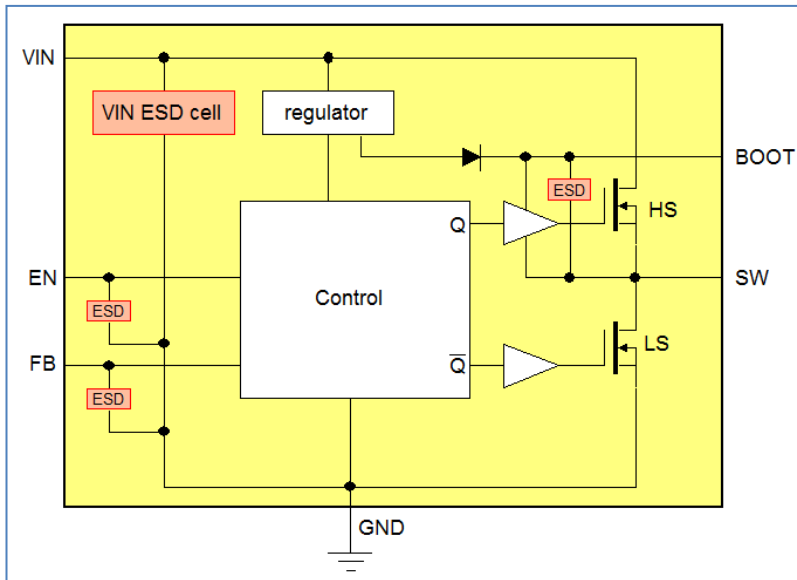 VIN
VIN ESD cell
regulator
BOOT
ESD
Q
HS
EN
SW
Control
ESD
LS
FB
Q̅
ESD
GND